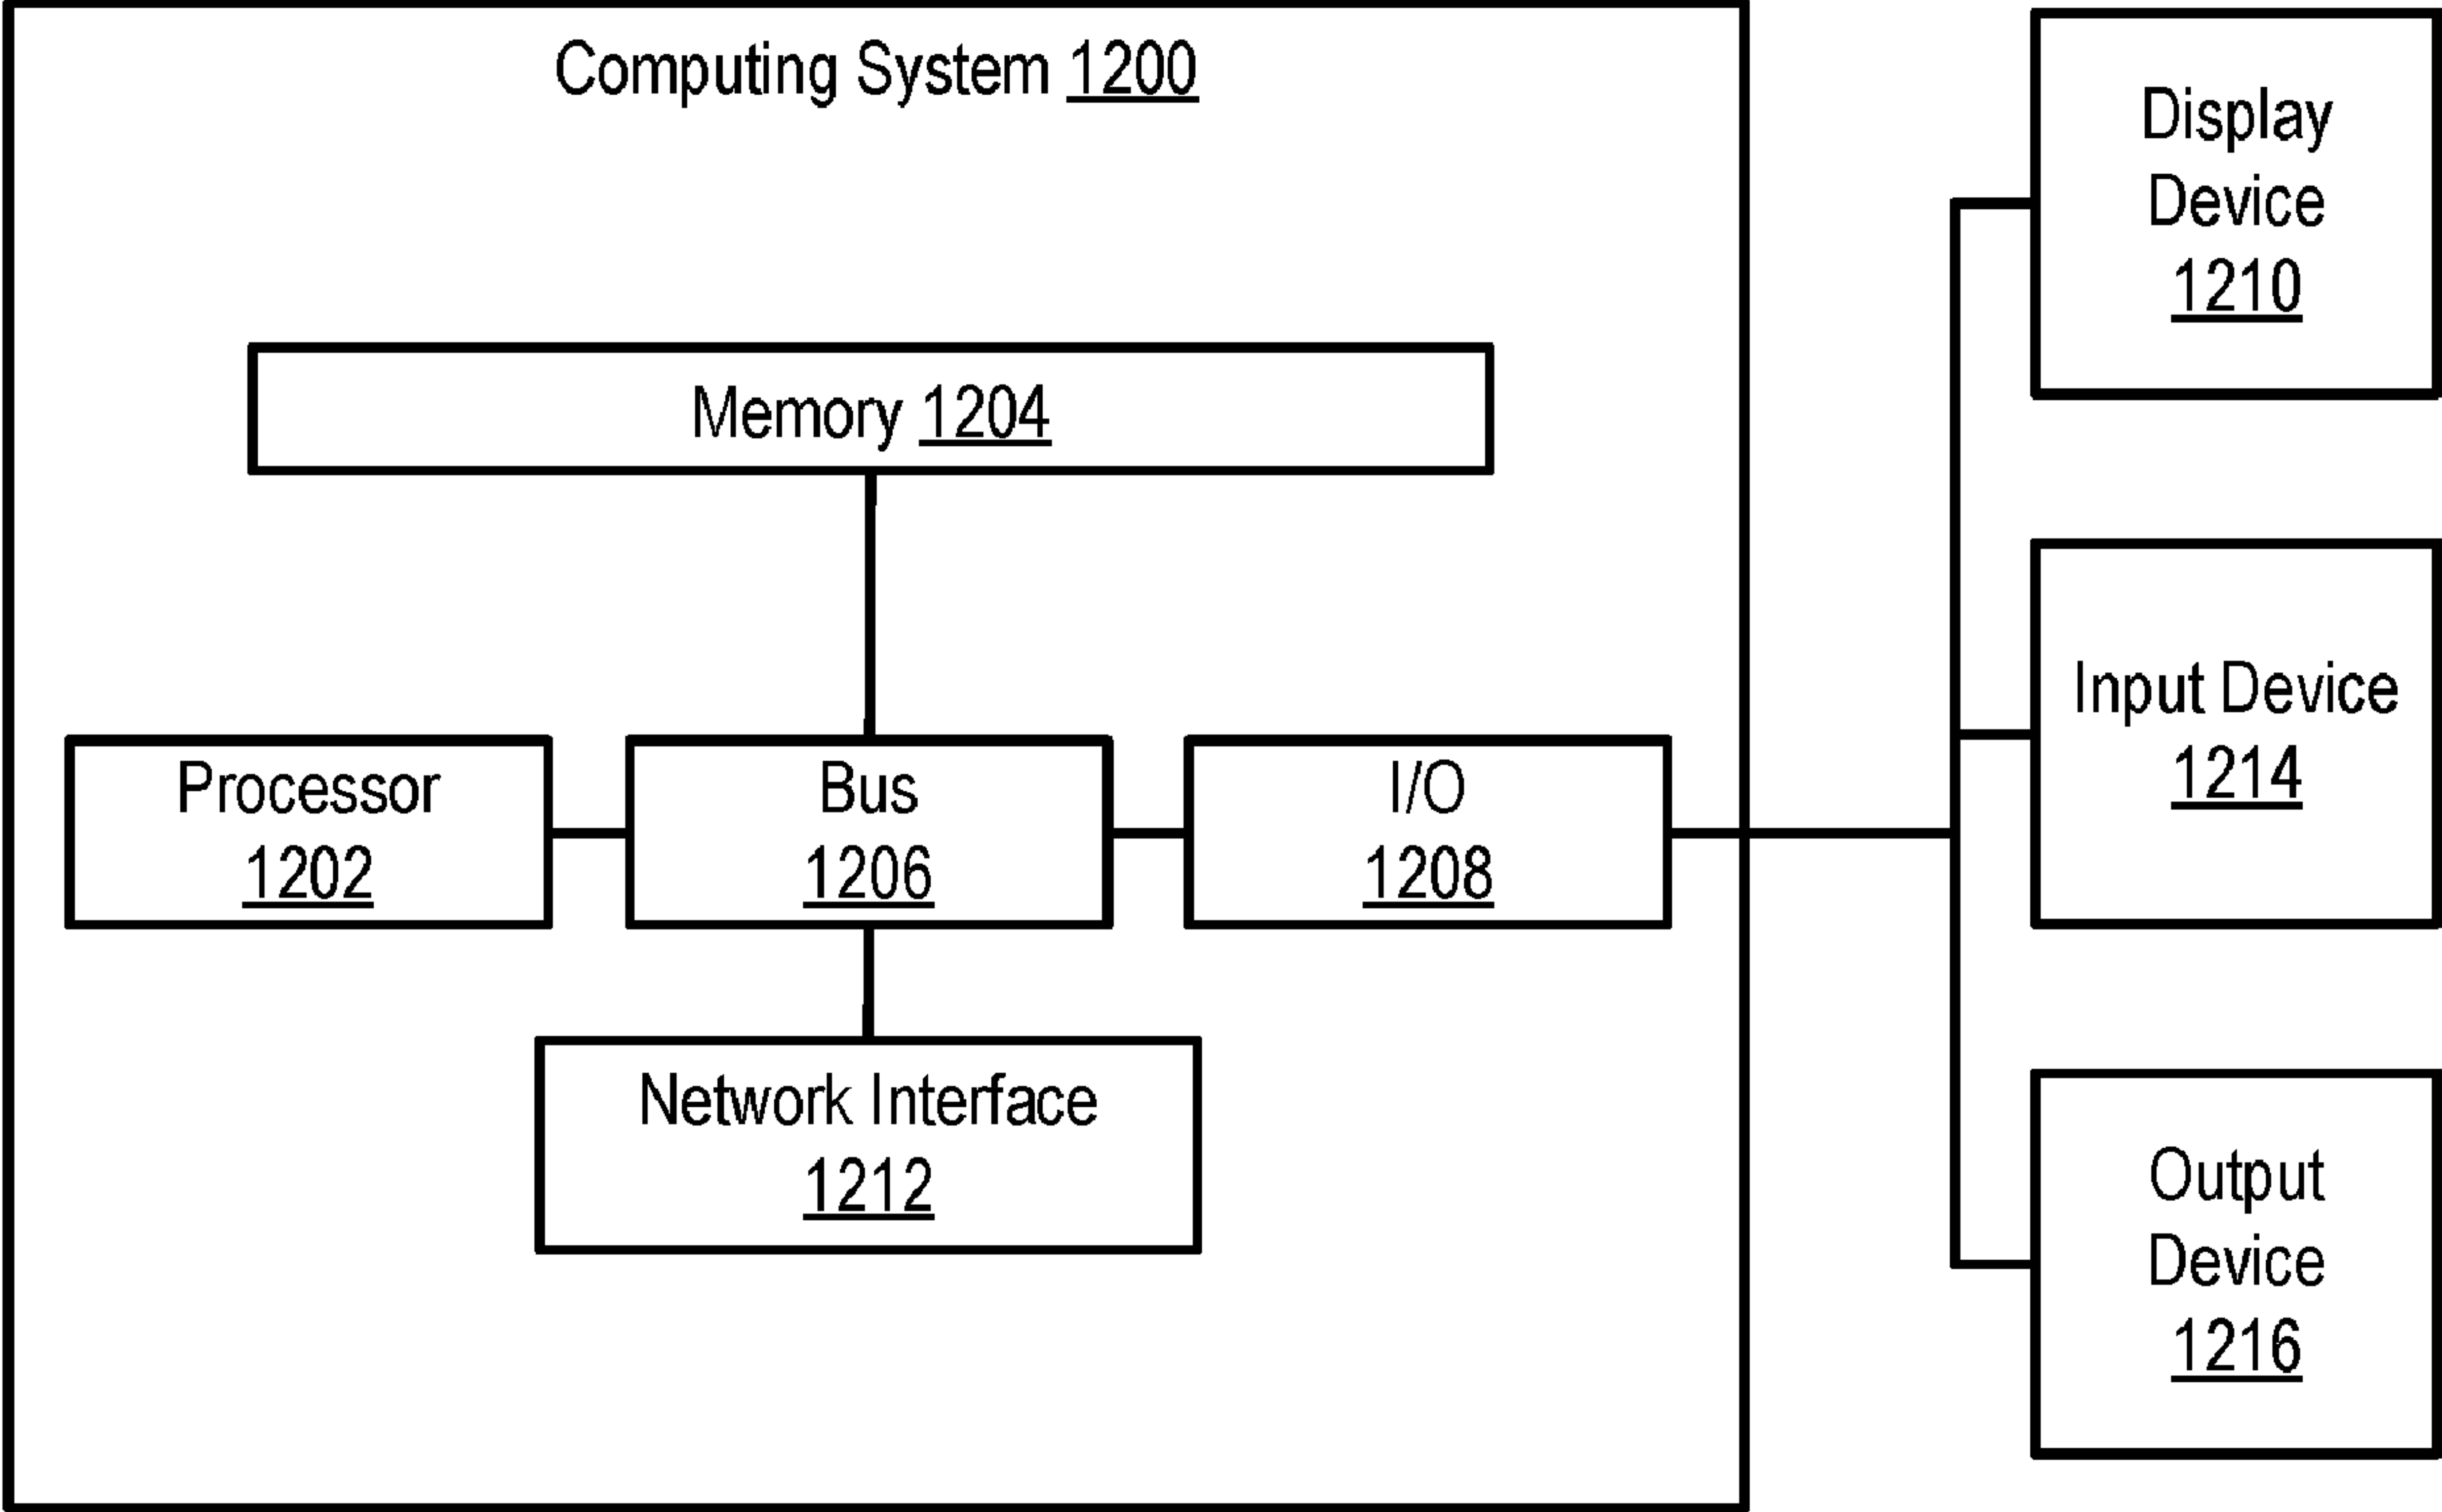 Computing System 1200
Memory 1204
Processor
1202
Bus
1206
I/O
1208
Network Interface
1212
Display
Device
1210
Input Device
1214
Output
Device
1216